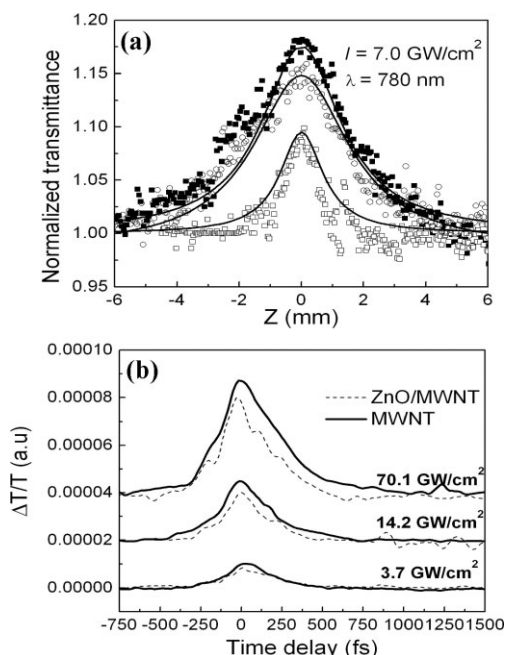 (a)
I = 7.0 GW/cm²
λ = 780 nm
Normalized transmittance
1.20
1.15
1.10
1.05
1.00
0.95
-6 -4 -2 0 2 4 6
Z (mm)
(b)
ZnO/MWNT
MWNT
ΔT/T (a.u)
0.00010
0.00008
0.00006
0.00004
0.00002
0.00000
70.1 GW/cm²
14.2 GW/cm²
3.7 GW/cm²
-750 -500 -250 0 250 500 750 1000 1250 1500
Time delay (fs)